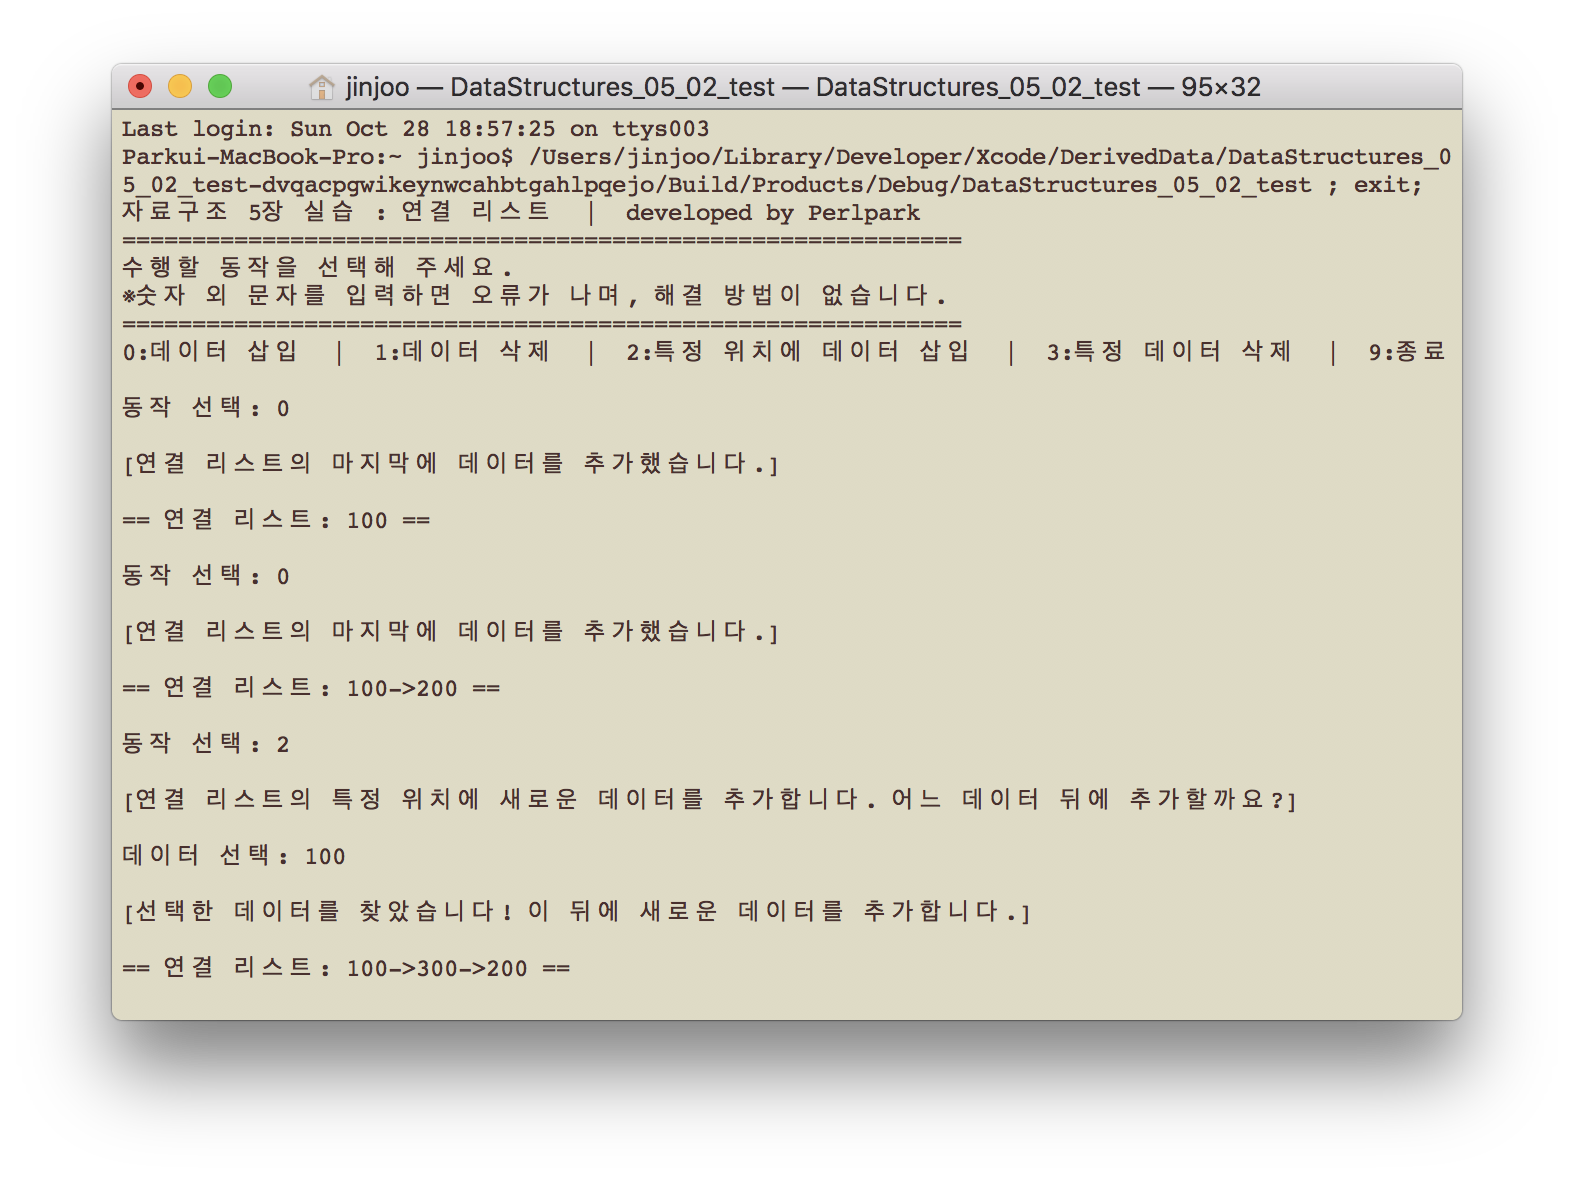 jinjoo — DataStructures_05_02_test — DataStructures_05_02_test — 95×32
Last login: Sun Oct 28 18:57:25 on ttys003
Parkui-MacBook-Pro:~ jinjoo$ /Users/jinjoo/Library/Developer/Xcode/DerivedData/DataStructures_0
5_02_test-dvqacpgwikeynwcahbtgahlpqejo/Build/Products/Debug/DataStructures_05_02_test ; exit;
자료구조 5장 실습 : 연결 리스트 | developed by Perlpark
============================================================
수행할 동작을 선택해 주세요.
※숫자 외 문자를 입력하면 오류가 나며, 해결 방법이 없습니다.
============================================================
0:데이터 삽입 | 1:데이터 삭제 | 2:특정 위치에 데이터 삽입 | 3:특정 데이터 삭제 | 9:종료
동작 선택: 0
[연결 리스트의 마지막에 데이터를 추가했습니다.]
== 연결 리스트: 100 ==
동작 선택: 0
[연결 리스트의 마지막에 데이터를 추가했습니다.]
== 연결 리스트: 100->200 ==
동작 선택: 2
[연결 리스트의 특정 위치에 새로운 데이터를 추가합니다. 어느 데이터 뒤에 추가할까요?]
데이터 선택: 100
[선택한 데이터를 찾았습니다! 이 뒤에 새로운 데이터를 추가합니다.]
== 연결 리스트: 100->300->200 ==